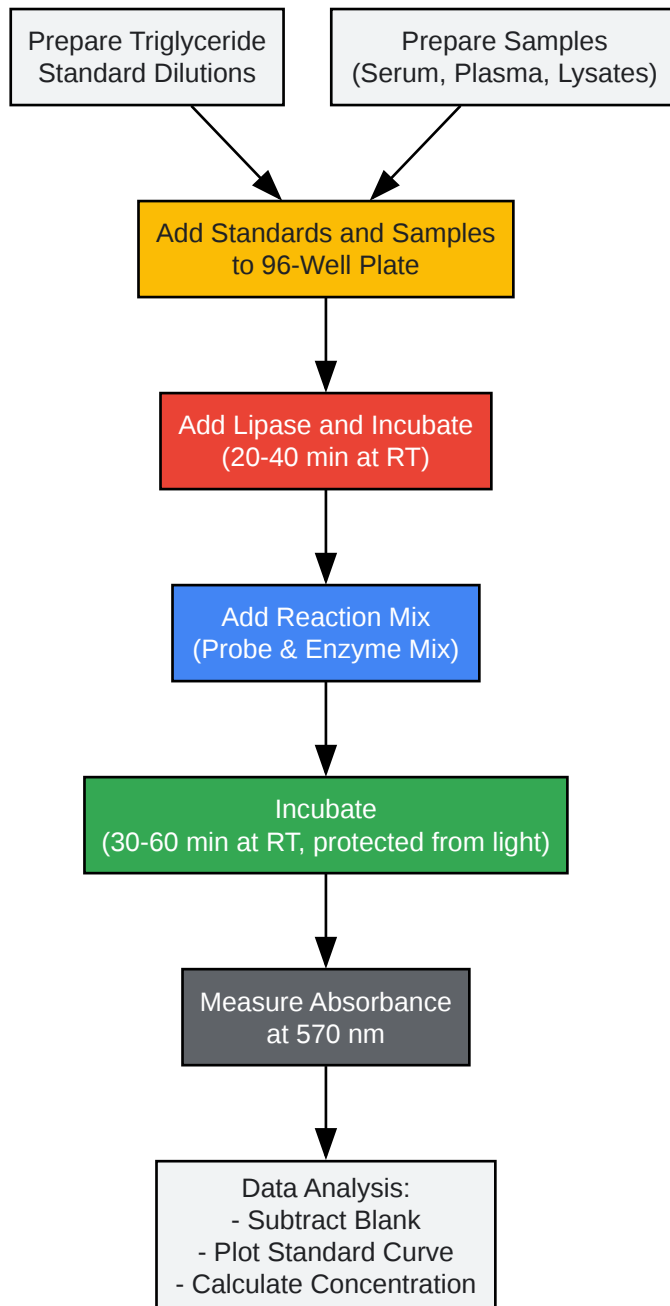 Prepare Triglyceride
Standard Dilutions
Prepare Samples
(Serum, Plasma, Lysates)
Add Standards and Samples
to 96-Well Plate
Add Lipase and Incubate
(20-40 min at RT)
Add Reaction Mix
(Probe & Enzyme Mix)
Incubate
(30-60 min at RT, protected from light)
Measure Absorbance
at 570 nm
Data Analysis:
- Subtract Blank
- Plot Standard Curve
- Calculate Concentration